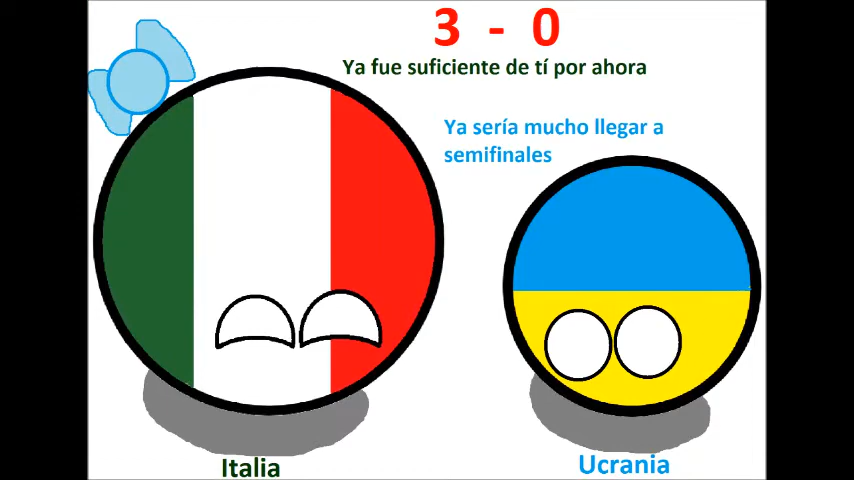 3 - 0
Ya fue suficiente de tí por ahora
Ya sería mucho llegar a
semifinales
Italia
Ucrania